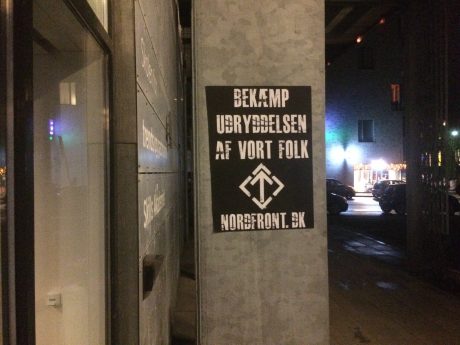 BEKÆMP
UDRYDDELSEN
AF VORT FOLK
NORDFRONT.DK